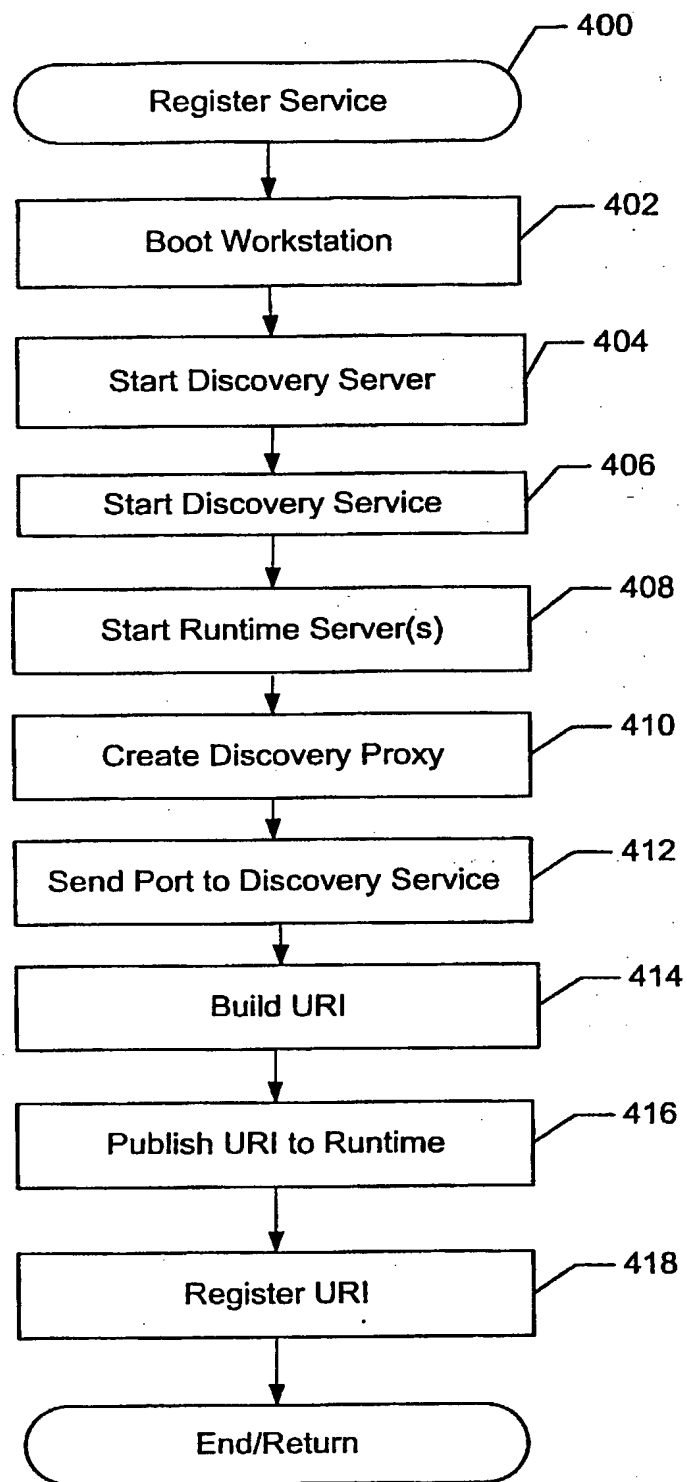 400
Register Service
402
Boot Workstation
404
Start Discovery Server
406
Start Discovery Service
408
Start Runtime Server(s)
410
Create Discovery Proxy
412
Send Port to Discovery Service
414
Build URI
416
Publish URI to Runtime
418
Register URI
End/Return